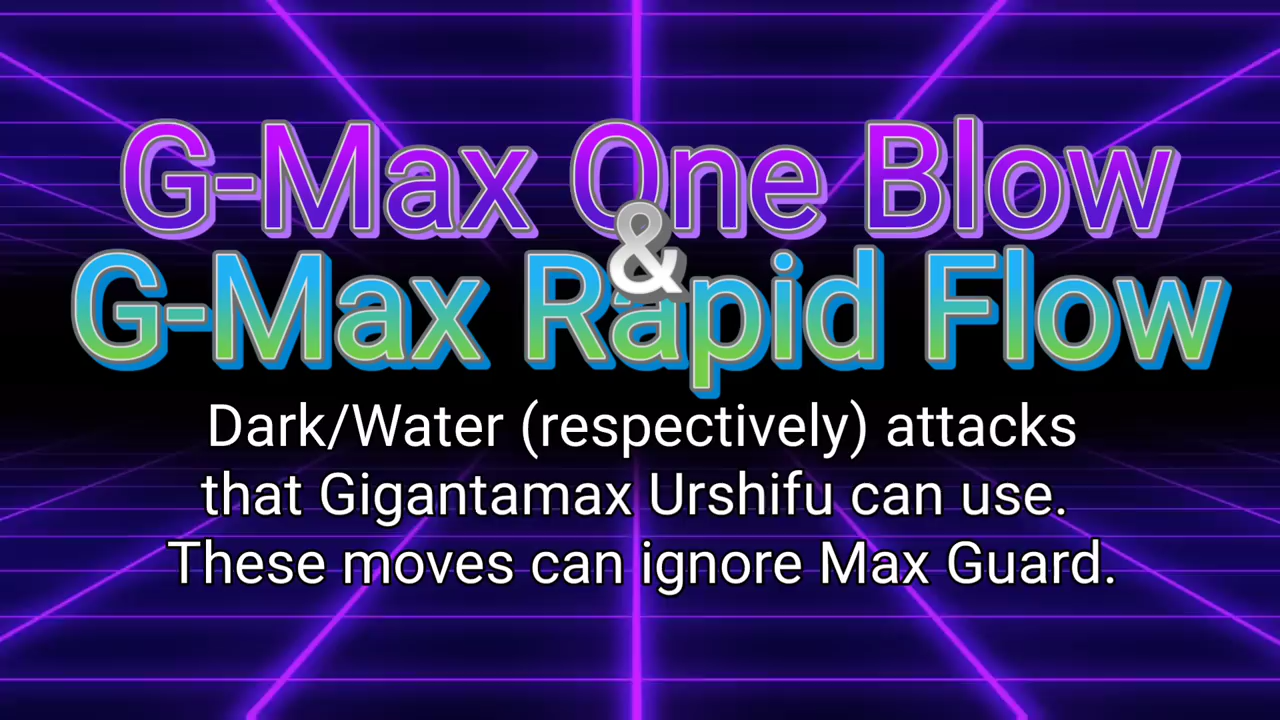 G-Max One Blow
&
G-Max Rapid Flow
Dark/Water (respectively) attacks
that Gigantamax Urshifu can use.
These moves can ignore Max Guard.